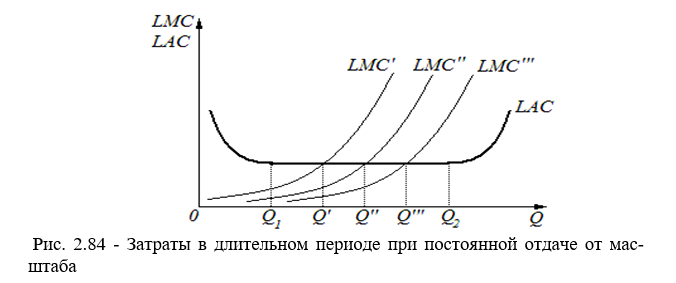 LMC
LAC
LMC' LMC'' LMC'''
LAC
0 Q₁ Q' Q'' Q''' Q₂ Q
Рис. 2.84 - Затраты в длительном периоде при постоянной отдаче от мас-
штаба